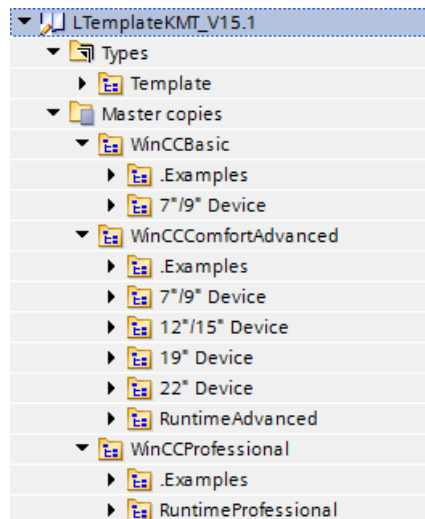 LTemplateKMT_V15.1
Types
Template
Master copies
WinCCBasic
.Examples
7"/9" Device
WinCCComfortAdvanced
.Examples
7"/9" Device
12"/15" Device
19" Device
22" Device
RuntimeAdvanced
WinCCProfessional
.Examples
RuntimeProfessional